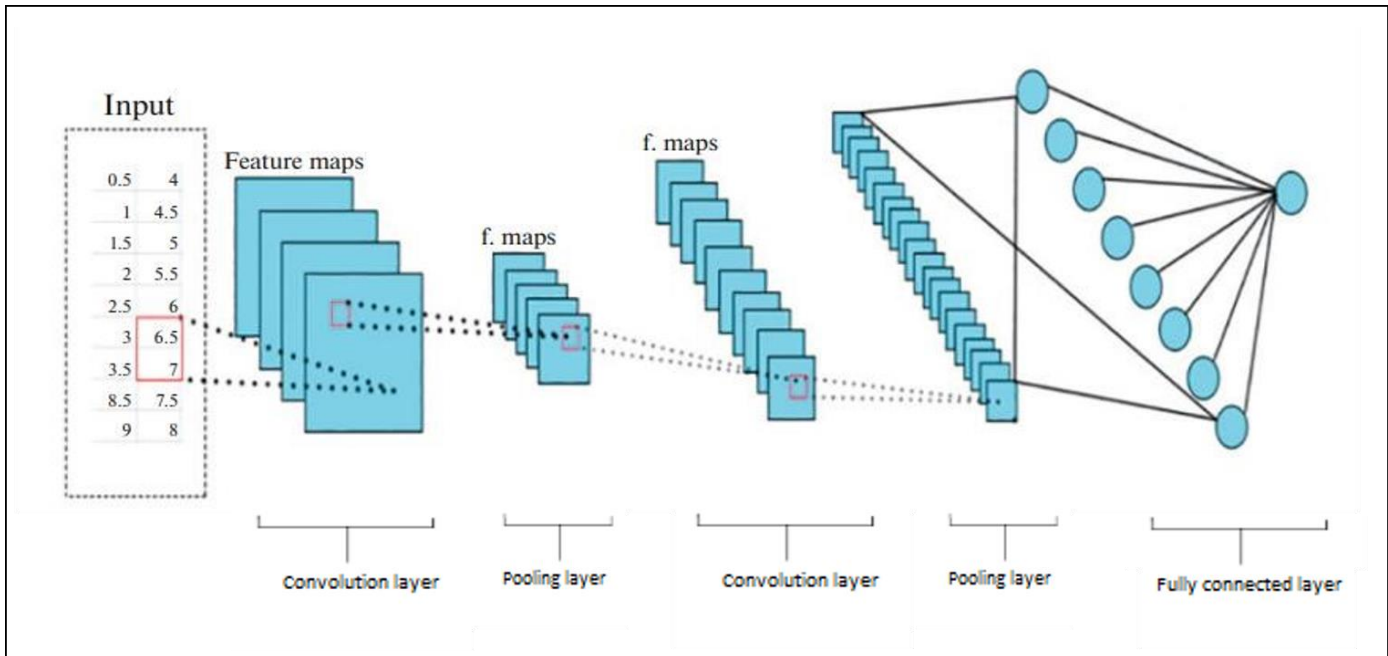 Input
0.5 4
1 4.5
1.5 5
2 5.5
2.5 6
3 6.5
3.5 7
8.5 7.5
9 8
Feature maps
f. maps
f. maps
Convolution layer
Pooling layer
Convolution layer
Pooling layer
Fully connected layer